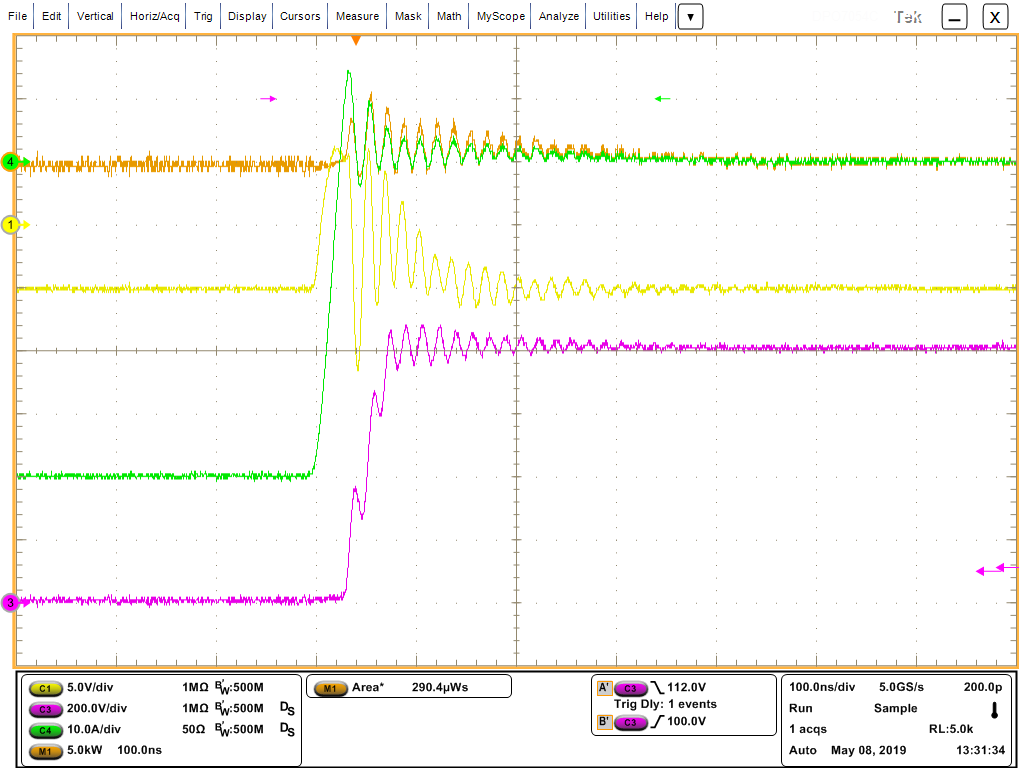 File Edit Vertical Horiz/Acq Trig Display Cursors Measure Mask Math MyScope Analyze Utilities Help ▼ Tek X
4
1
3
C1 5.0V/div 1MΩ BW:500M
C3 200.0V/div 1MΩ BW:500M DS
C4 10.0A/div 50Ω BW:500M DS
M1 5.0kW 100.0ns
M1 Area* 290.4µWs
A' C3 112.0V
Trig Dly: 1 events
B' C3 100.0V
100.0ns/div 5.0GS/s 200.0p
Run Sample
1 acqs RL:5.0k
Auto May 08, 2019 13:31:34